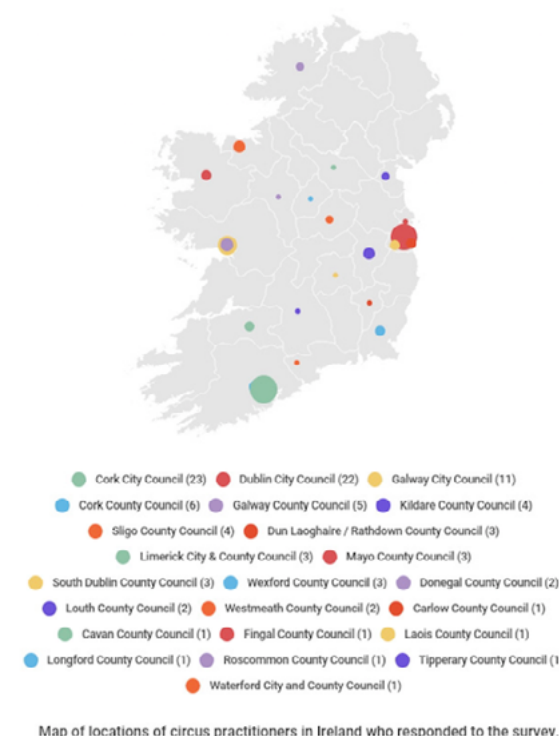 Cork City Council (23) Dublin City Council (22) Galway City Council (11)
Cork County Council (6) Galway County Council (5) Kildare County Council (4)
Sligo County Council (4) Dun Laoghaire / Rathdown County Council (3)
Limerick City & County Council (3) Mayo County Council (3)
South Dublin County Council (3) Wexford County Council (3) Donegal County Council (2)
Louth County Council (2) Westmeath County Council (2) Carlow County Council (1)
Cavan County Council (1) Fingal County Council (1) Laois County Council (1)
Longford County Council (1) Roscommon County Council (1) Tipperary County Council (1
Waterford City and County Council (1)
Map of locations of circus practitioners in Ireland who responded to the survey.